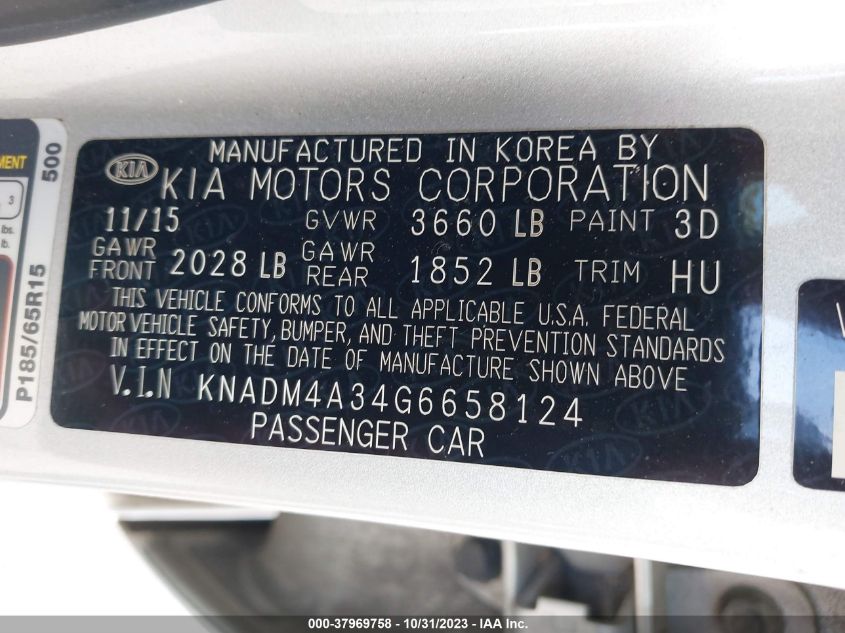 MENT
3
lbs.
lb.
500
P185/65R15
KIA
MANUFACTURED IN KOREA BY
KIA MOTORS CORPORATION
11/15 GVWR 3660 LB PAINT 3D
GAWR FRONT 2028 LB GAWR REAR 1852 LB TRIM HU
THIS VEHICLE CONFORMS TO ALL APPLICABLE U.S.A. FEDERAL
MOTOR VEHICLE SAFETY, BUMPER, AND THEFT PREVENTION STANDARDS
IN EFFECT ON THE DATE OF MANUFACTURE SHOWN ABOVE
V.I.N KNADM4A34G6658124
PASSENGER CAR
000-37969758 - 10/31/2023 - IAA Inc.